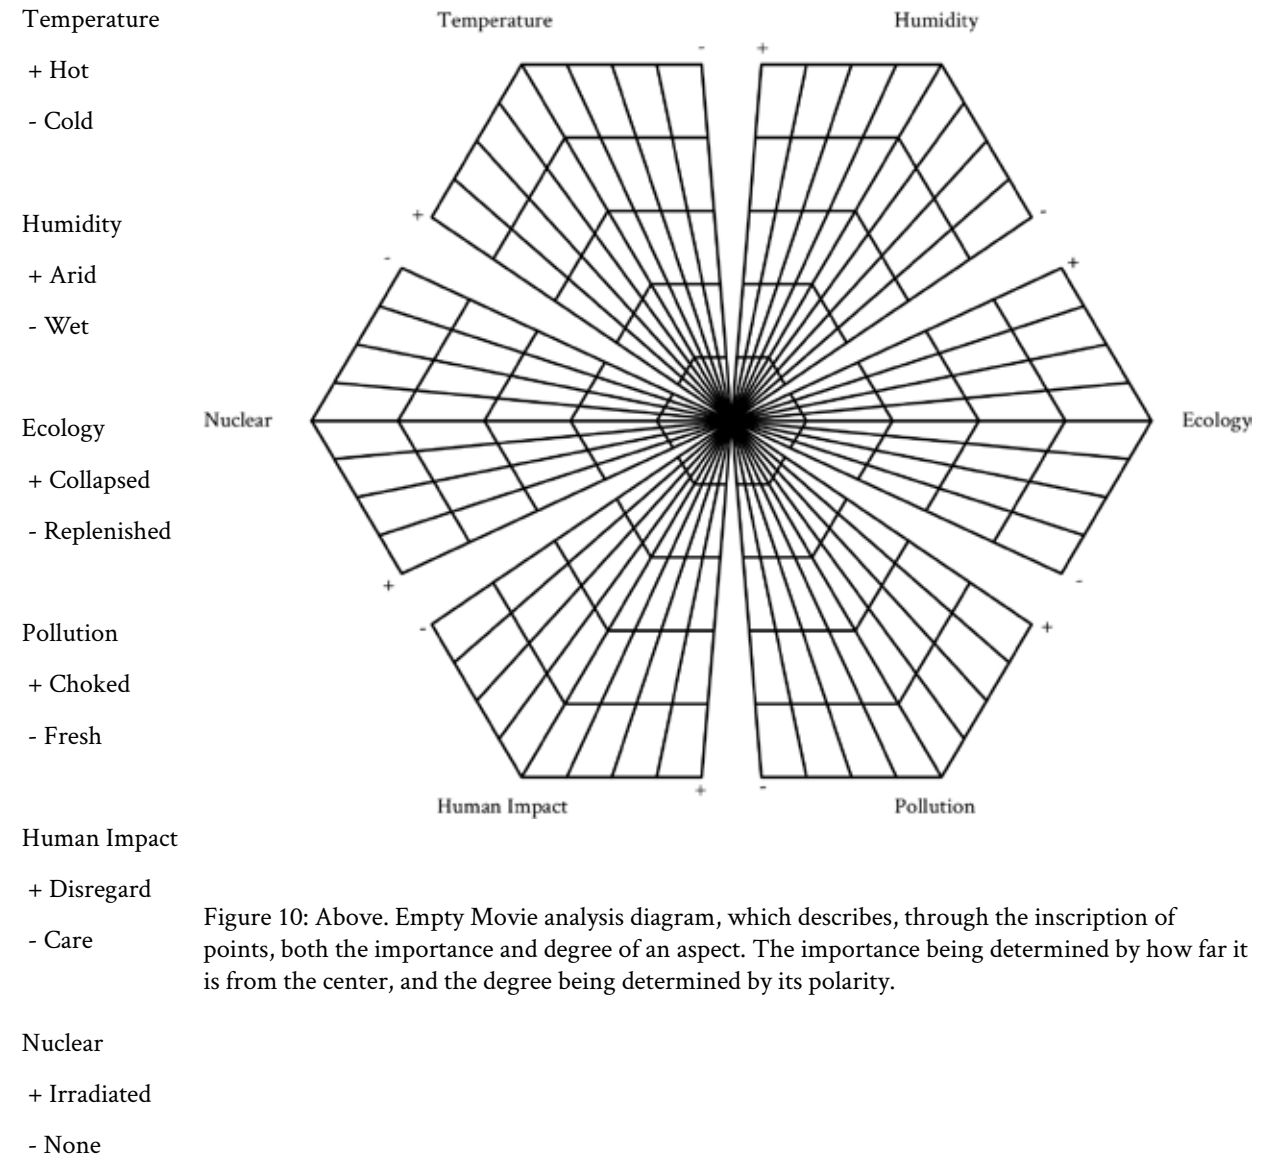 Temperature
+ Hot
- Cold
Humidity
+ Arid
- Wet
Ecology
+ Collapsed
- Replenished
Pollution
+ Choked
- Fresh
Human Impact
+ Disregard
- Care
Nuclear
+ Irradiated
- None
Temperature
Humidity
- +
+ -
- +
Nuclear
Ecology
+ -
- +
+ -
Human Impact
Pollution
Figure 10: Above. Empty Movie analysis diagram, which describes, through the inscription of
points, both the importance and degree of an aspect. The importance being determined by how far it
is from the center, and the degree being determined by its polarity.